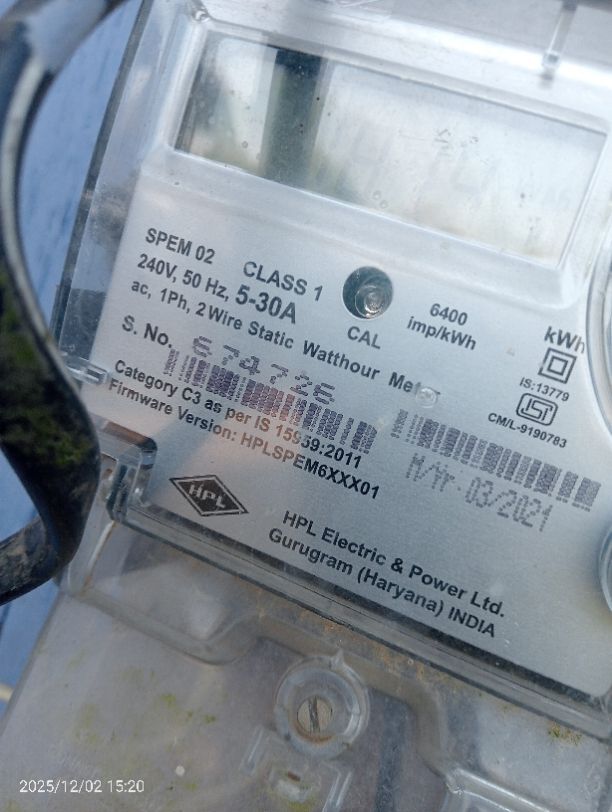 SPEM 02 CLASS 1
240V, 50 Hz, 5-30A
CAL
6400
imp/kWh
kWh
ac, 1Ph, 2 Wire Static Watthour Meter
IS:13779
CM/L-9190783
S. No. 674726
Category C3 as per IS 15959:2011
Firmware Version: HPLSPEM6XXX01
M/Yr 03/2021
HPL
HPL Electric & Power Ltd.
Gurugram (Haryana) INDIA
2025/12/02 15:20